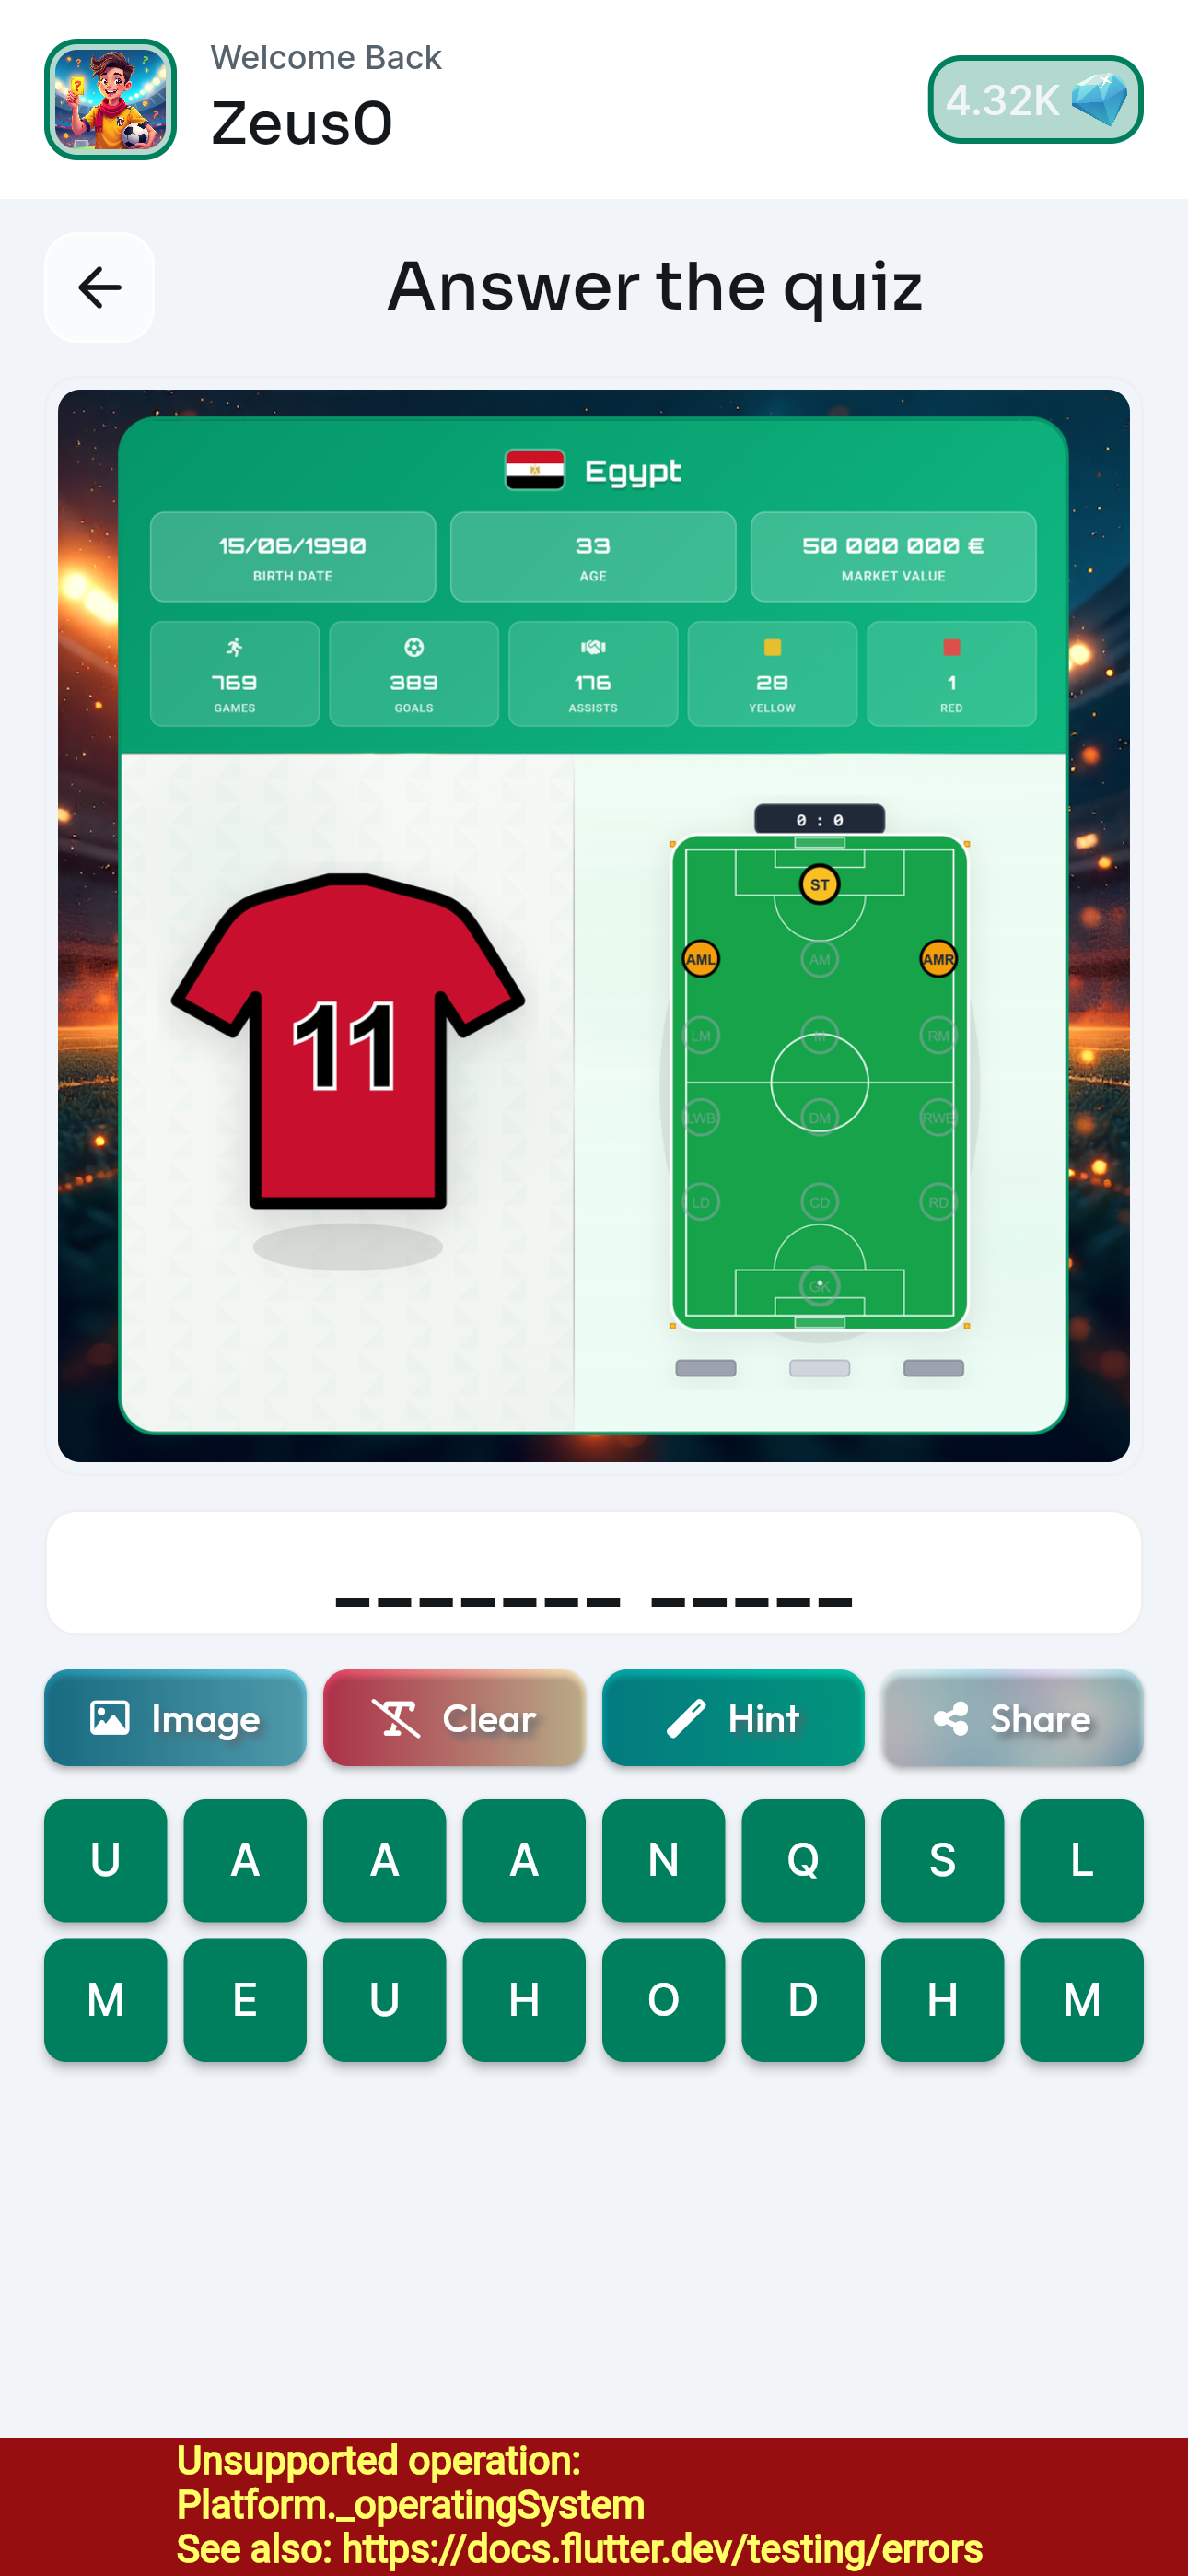 Welcome Back
Zeus0
4.32K
Answer the quiz
Egypt
15/06/1990
BIRTH DATE
33
AGE
50 000 000 €
MARKET VALUE
769
GAMES
389
GOALS
176
ASSISTS
28
YELLOW
1
RED
11
0 : 0
ST
AML
AM
AMR
LM
M
RM
LWB
DM
RWB
LD
CD
RD
GK
_______ _____
Image
Clear
Hint
Share
U A A A N Q S L
M E U H O D H M
Unsupported operation:
Platform._operatingSystem
See also: https://docs.flutter.dev/testing/errors